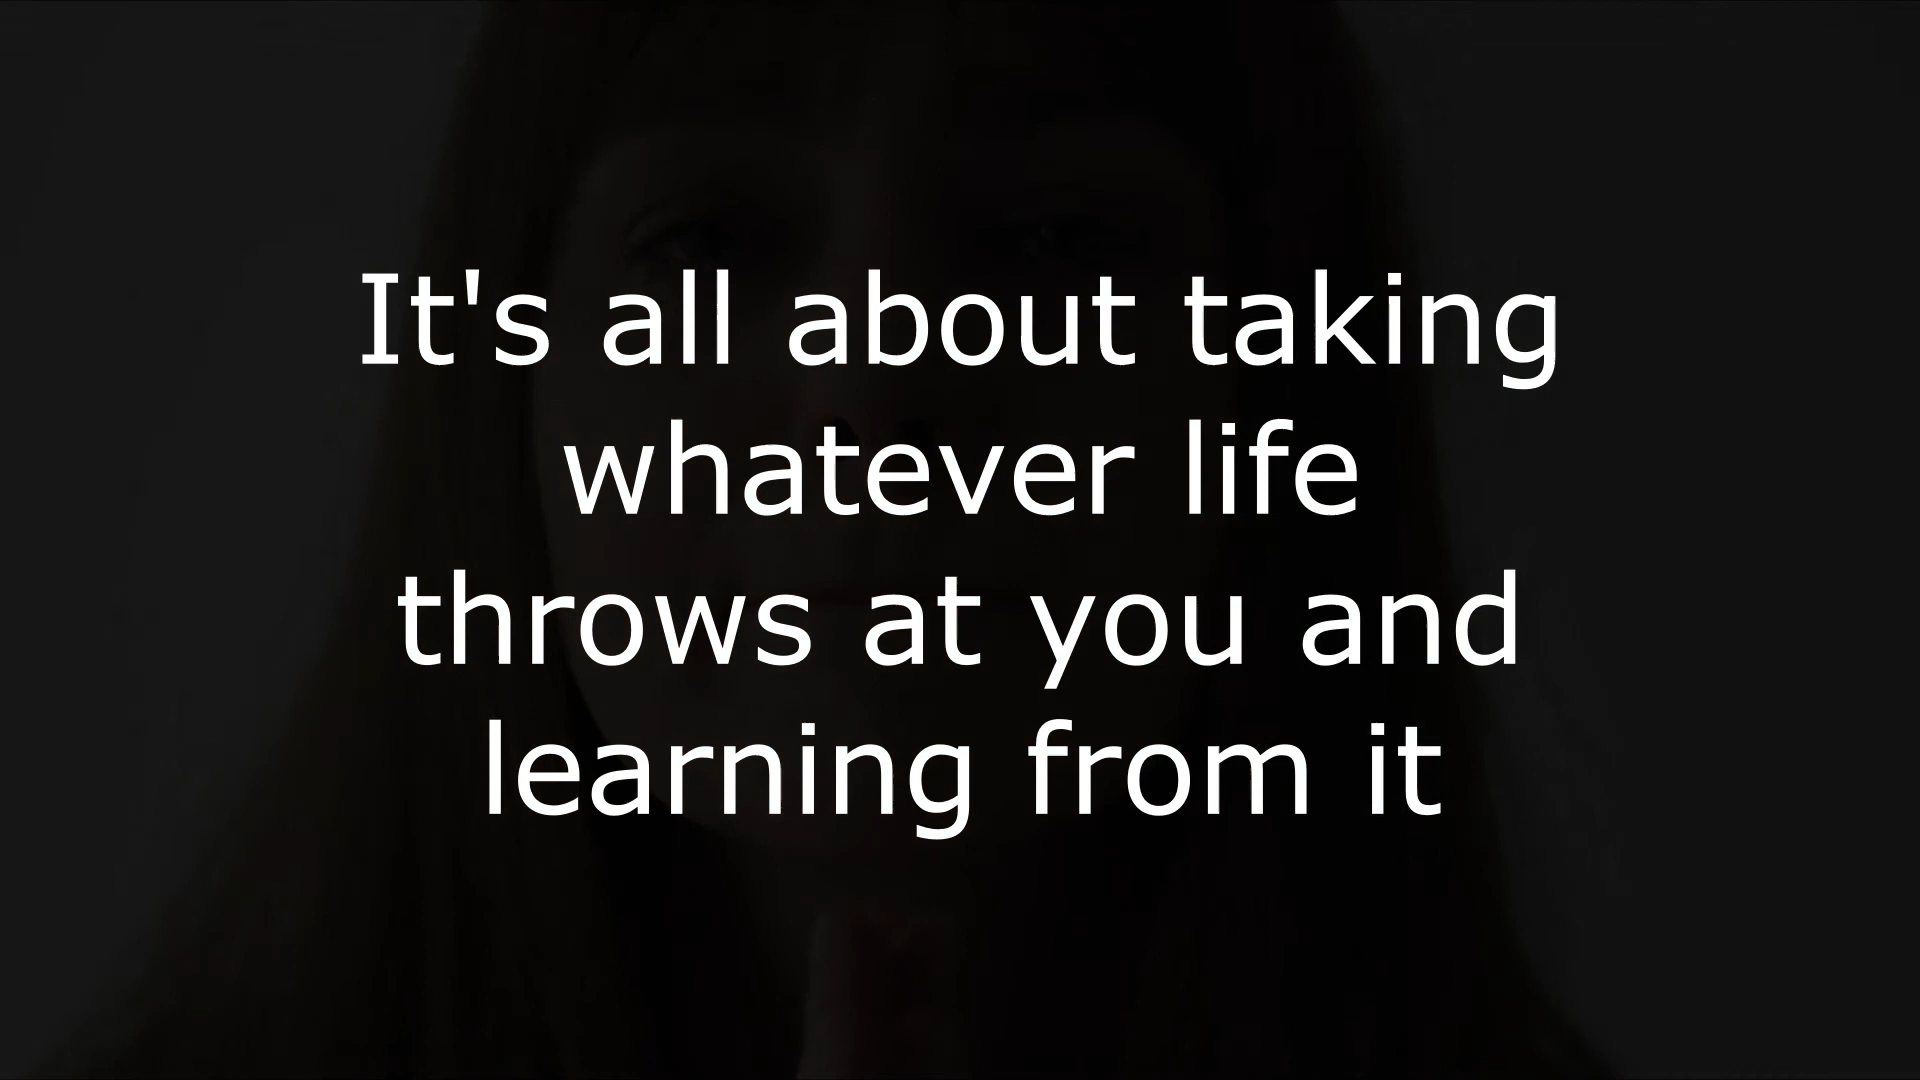 It's all about taking
whatever life
throws at you and
learning from it